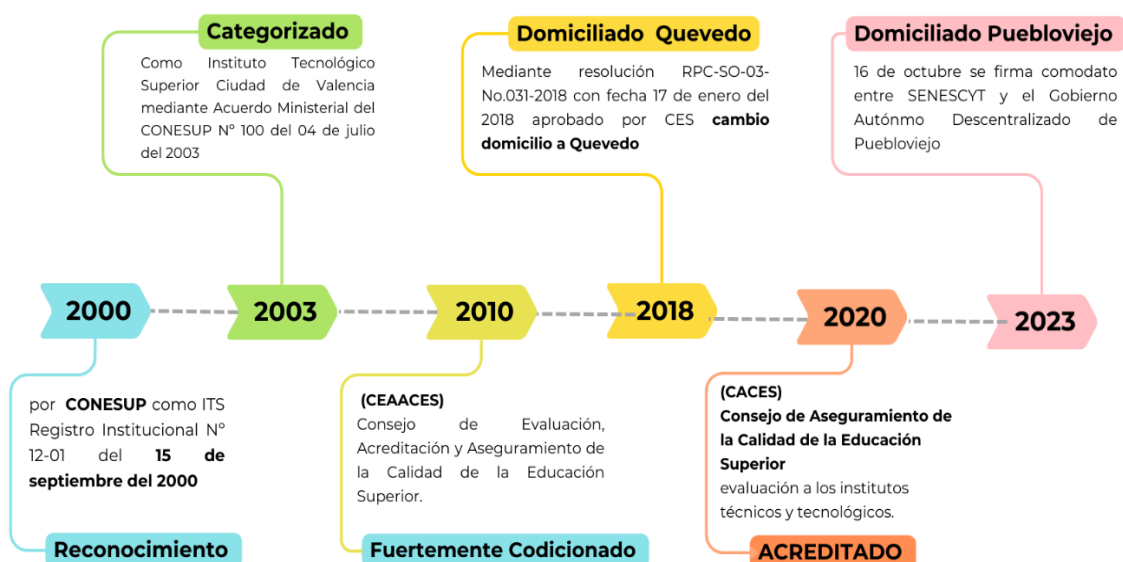 Categorizado
Como Instituto Tecnológico
Superior Ciudad de Valencia
mediante Acuerdo Ministerial del
CONESUP Nº 100 del 04 de julio
del 2003
Domiciliado Quevedo
Mediante resolución RPC-SO-03-
No.031-2018 con fecha 17 de enero del
2018 aprobado por CES cambio
domicilio a Quevedo
Domiciliado Puebloviejo
16 de octubre se firma comodato
entre SENESCYT y el Gobierno
Autónmo Descentralizado de
Puebloviejo
2000
2003
2010
2018
2020
2023
por CONESUP como ITS
Registro Institucional Nº
12-01 del 15 de
septiembre del 2000
Reconocimiento
(CEAACES)
Consejo de Evaluación,
Acreditación y Aseguramiento de
la Calidad de la Educación
Superior.
Fuertemente Codicionado
(CACES)
Consejo de Aseguramiento de
la Calidad de la Educación
Superior
evaluación a los institutos
técnicos y tecnológicos.
ACREDITADO